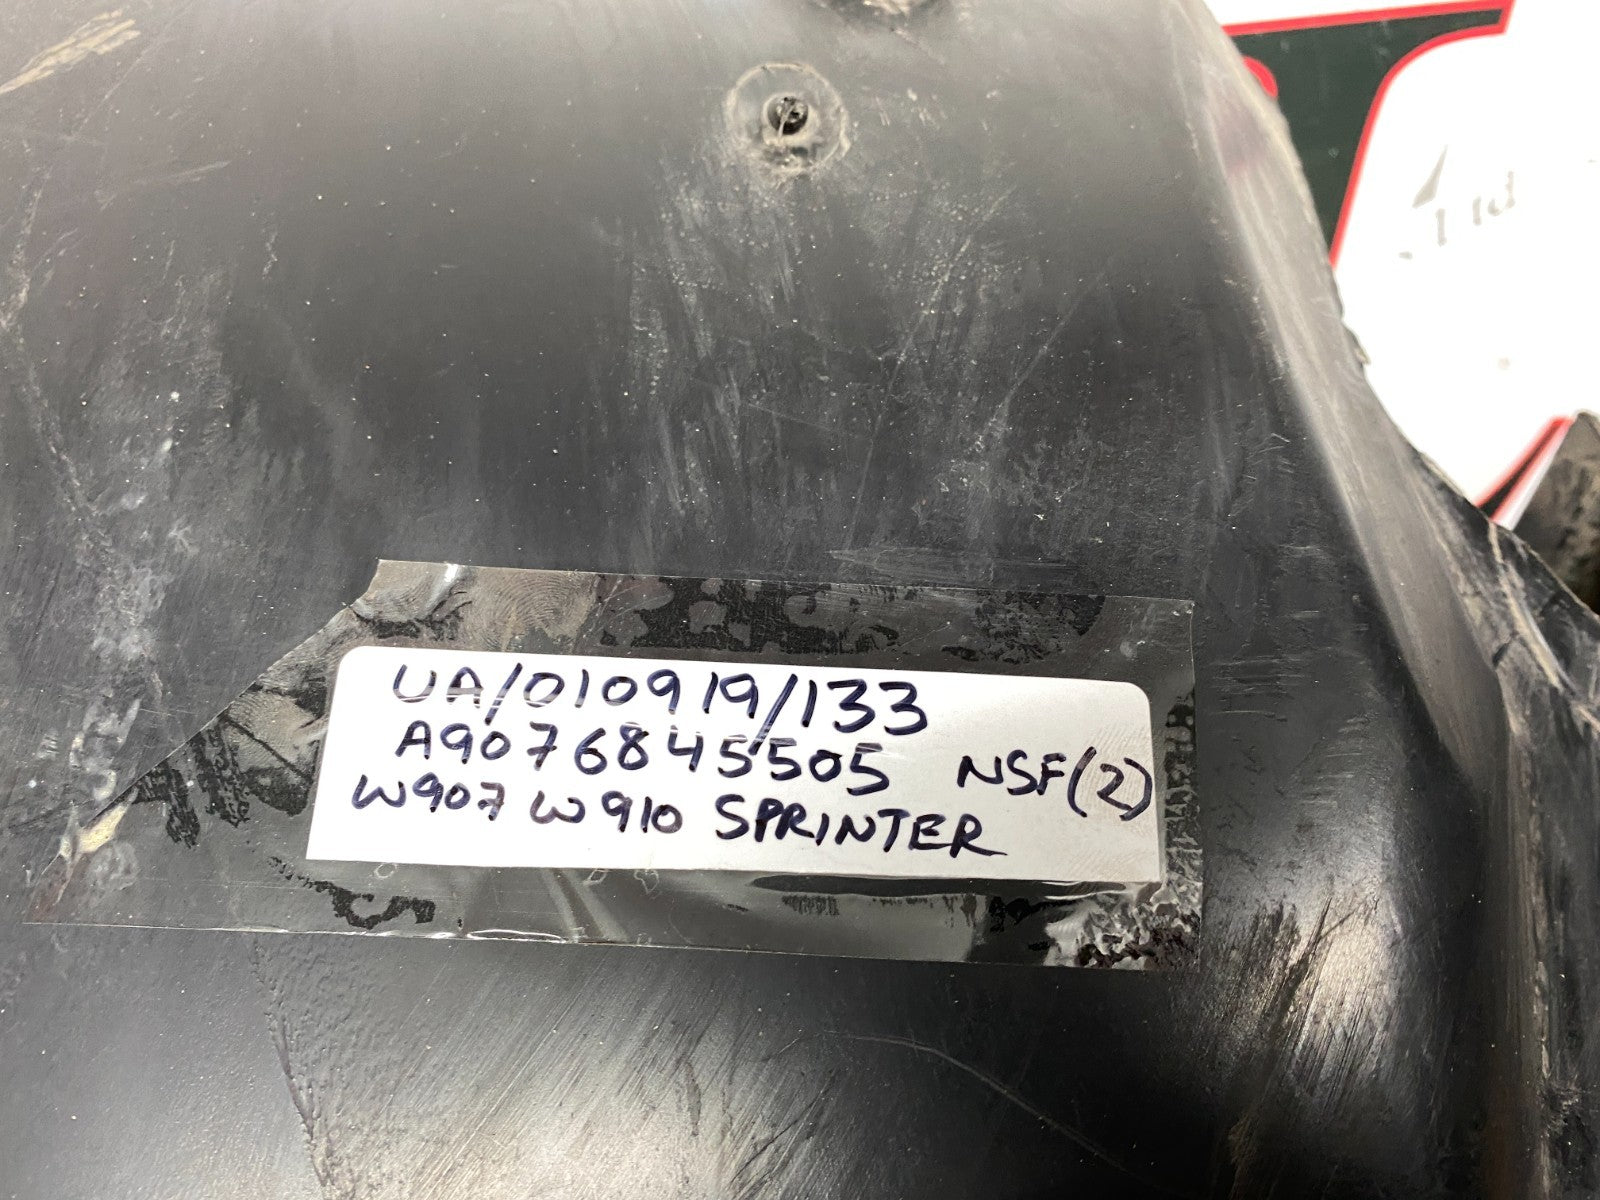 UA/010919/133
A9076845505 NSF(2)
W907 W910 SPRINTER